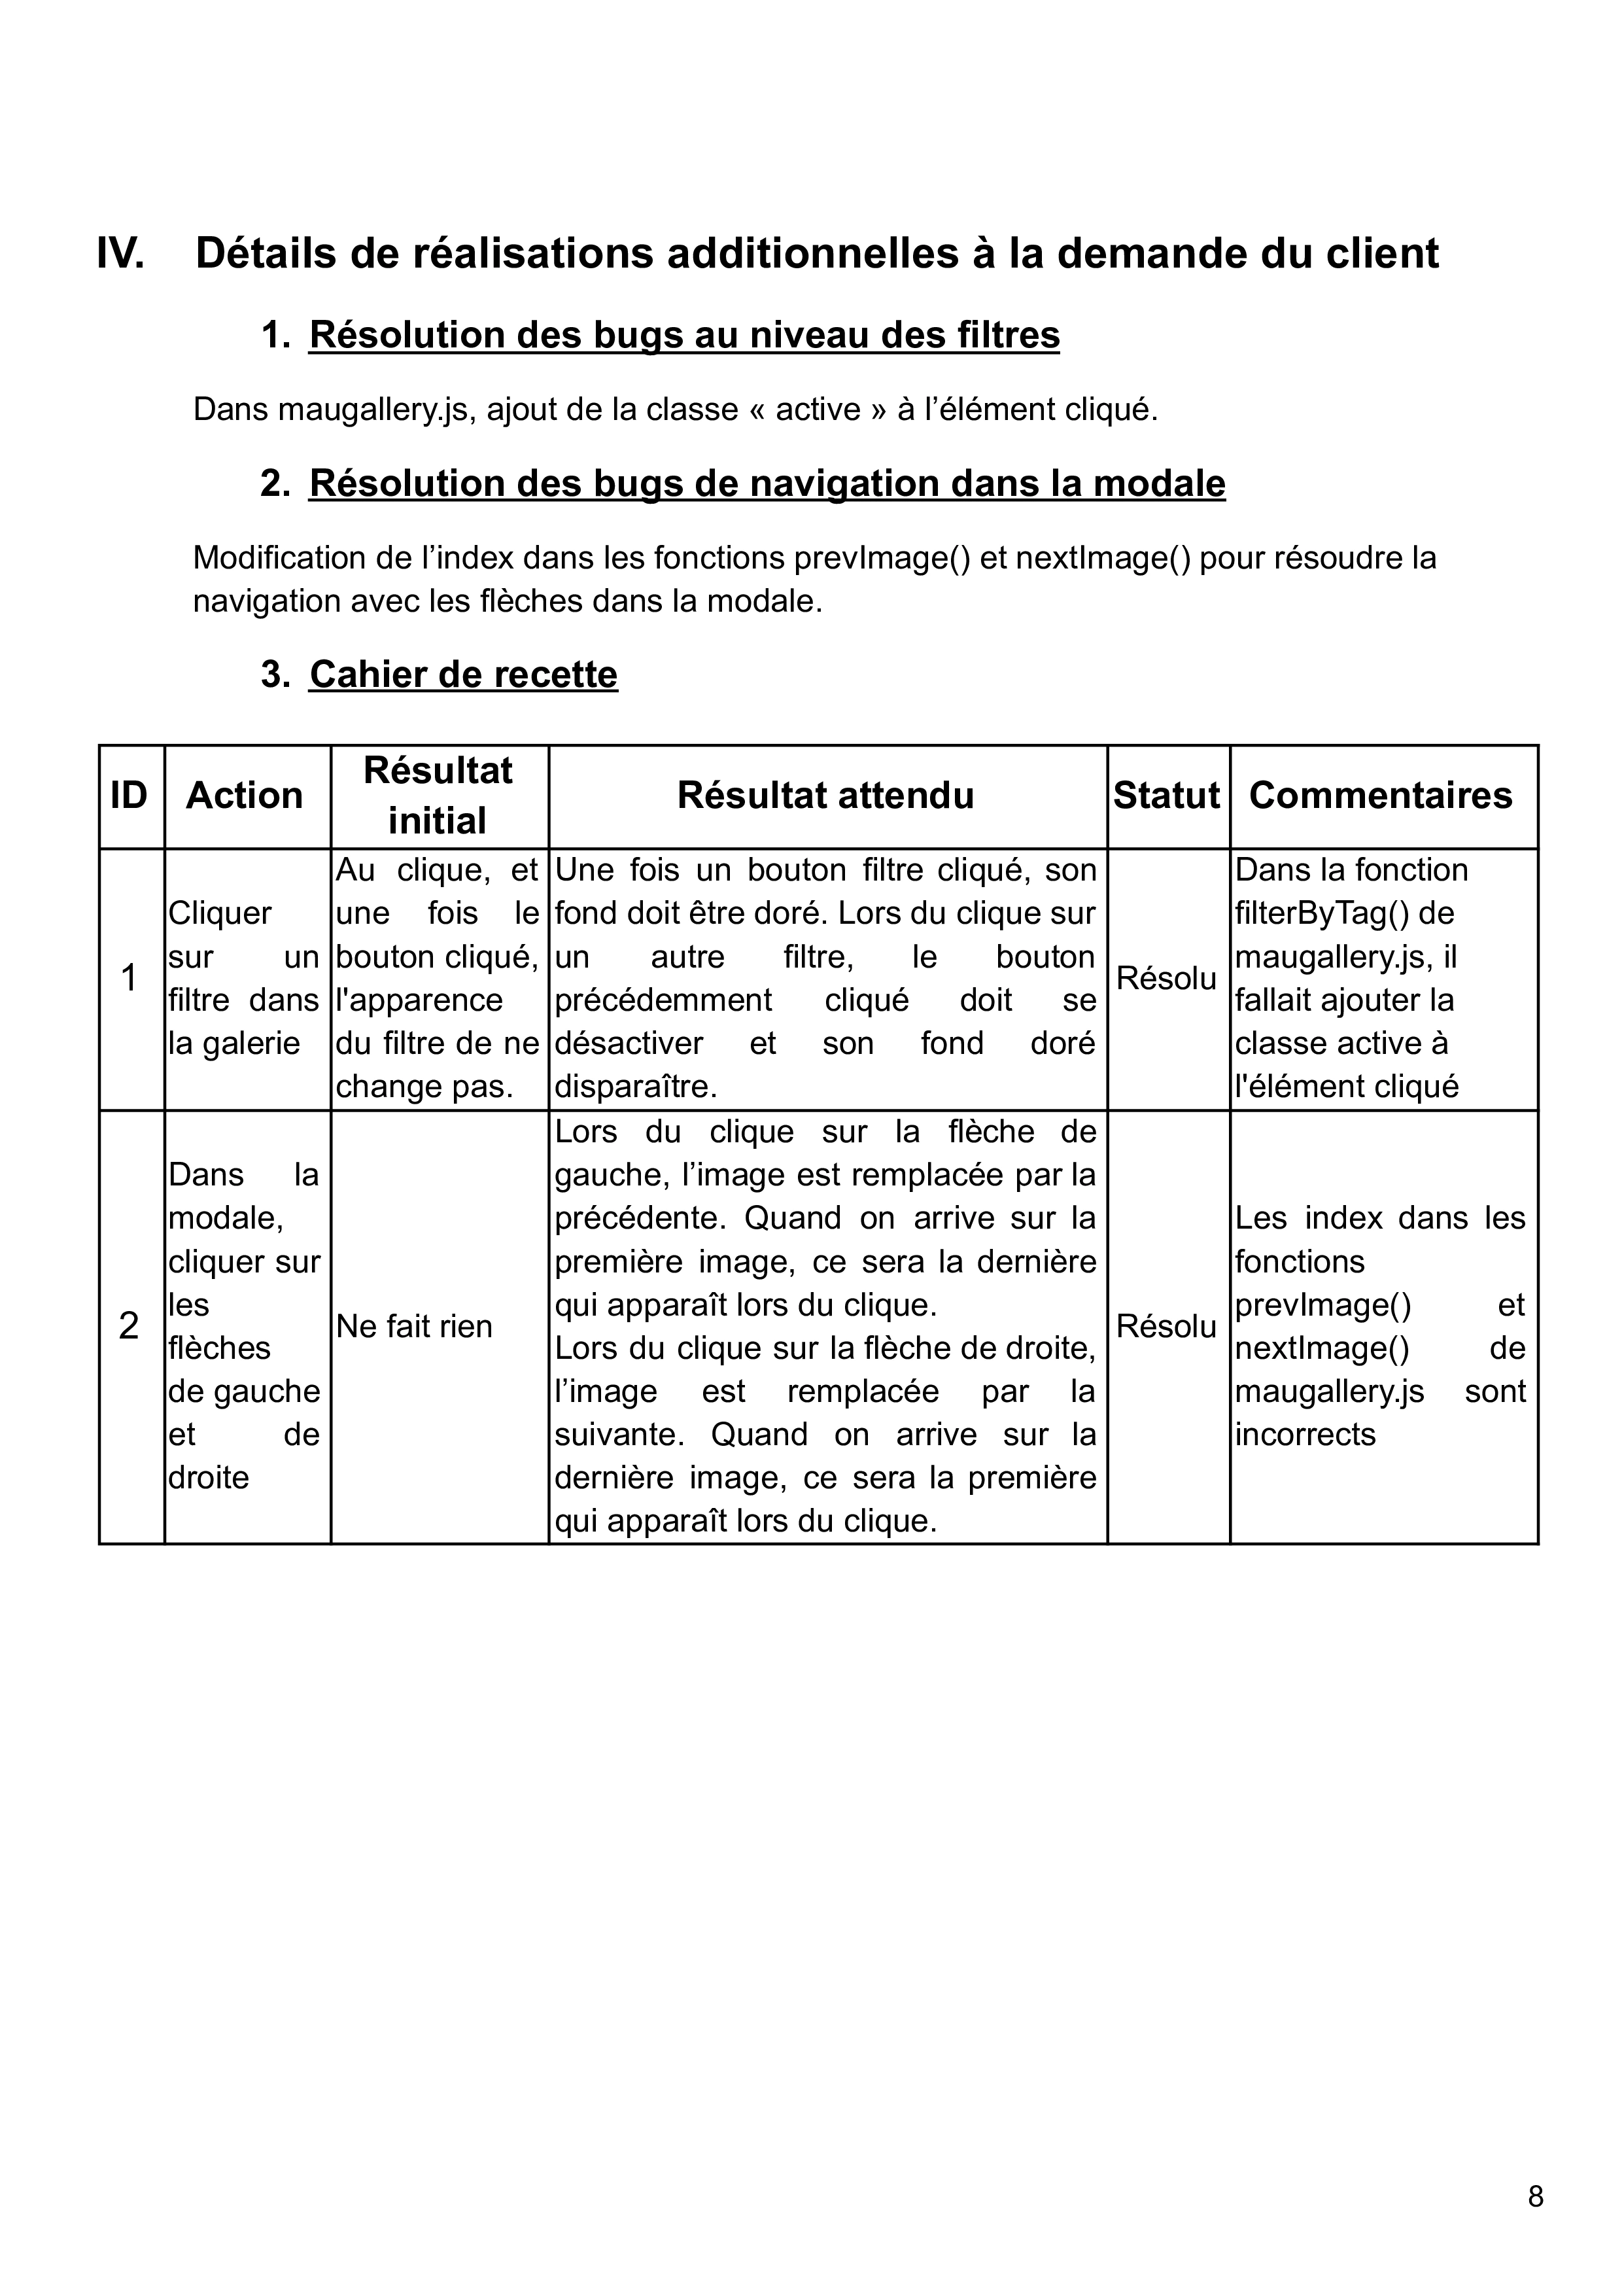 IV. Détails de réalisations additionnelles à la demande du client
1. Résolution des bugs au niveau des filtres
Dans maugallery.js, ajout de la classe « active » à l’élément cliqué.
2. Résolution des bugs de navigation dans la modale
Modification de l’index dans les fonctions prevImage() et nextImage() pour résoudre la
navigation avec les flèches dans la modale.
3. Cahier de recette
ID
Action
Résultat
initial
Résultat attendu
Statut
Commentaires
1
Cliquer
sur un
filtre dans
la galerie
Au clique, et
une fois le
bouton cliqué,
l'apparence
du filtre de ne
change pas.
Une fois un bouton filtre cliqué, son
fond doit être doré. Lors du clique sur
un autre filtre, le bouton
précédemment cliqué doit se
désactiver et son fond doré
disparaître.
Résolu
Dans la fonction
filterByTag() de
maugallery.js, il
fallait ajouter la
classe active à
l'élément cliqué
2
Dans la
modale,
cliquer sur
les
flèches
de gauche
et de
droite
Ne fait rien
Lors du clique sur la flèche de
gauche, l’image est remplacée par la
précédente. Quand on arrive sur la
première image, ce sera la dernière
qui apparaît lors du clique.
Lors du clique sur la flèche de droite,
l’image est remplacée par la
suivante. Quand on arrive sur la
dernière image, ce sera la première
qui apparaît lors du clique.
Résolu
Les index dans les
fonctions
prevImage() et
nextImage() de
maugallery.js sont
incorrects
8